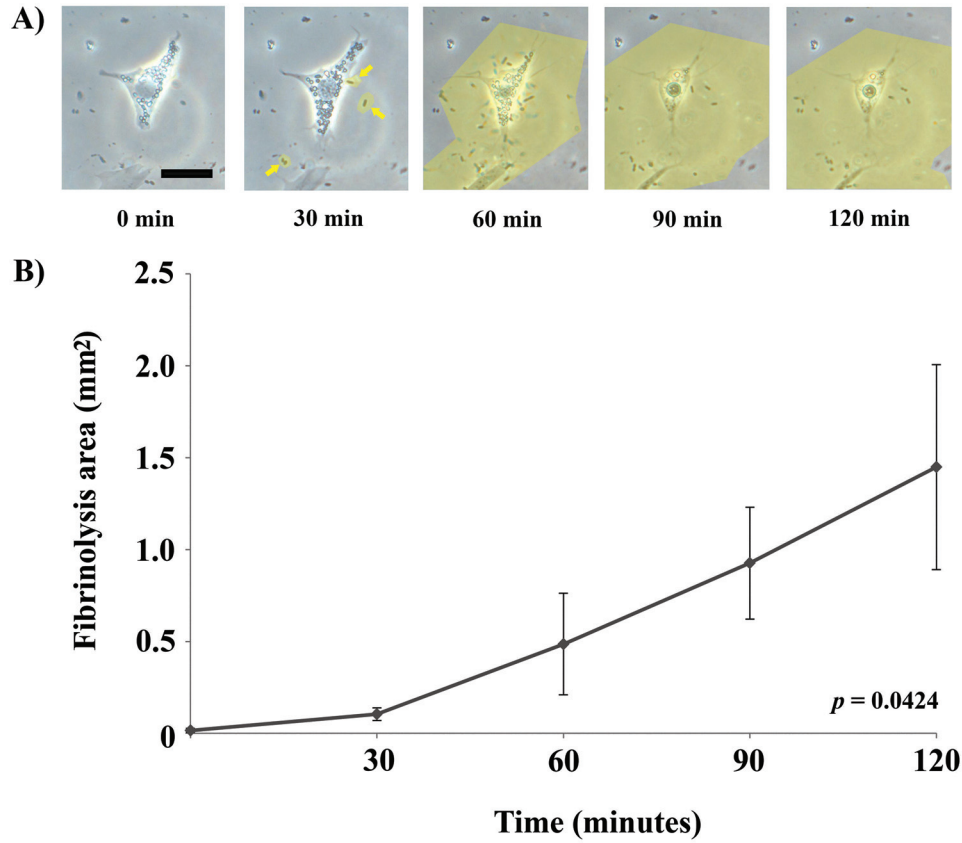 A)
0 min
30 min
60 min
90 min
120 min
B)
Fibrinolysis area (mm²)
2.5
2.0
1.5
1.0
0.5
0
p = 0.0424
30
60
90
120
Time (minutes)